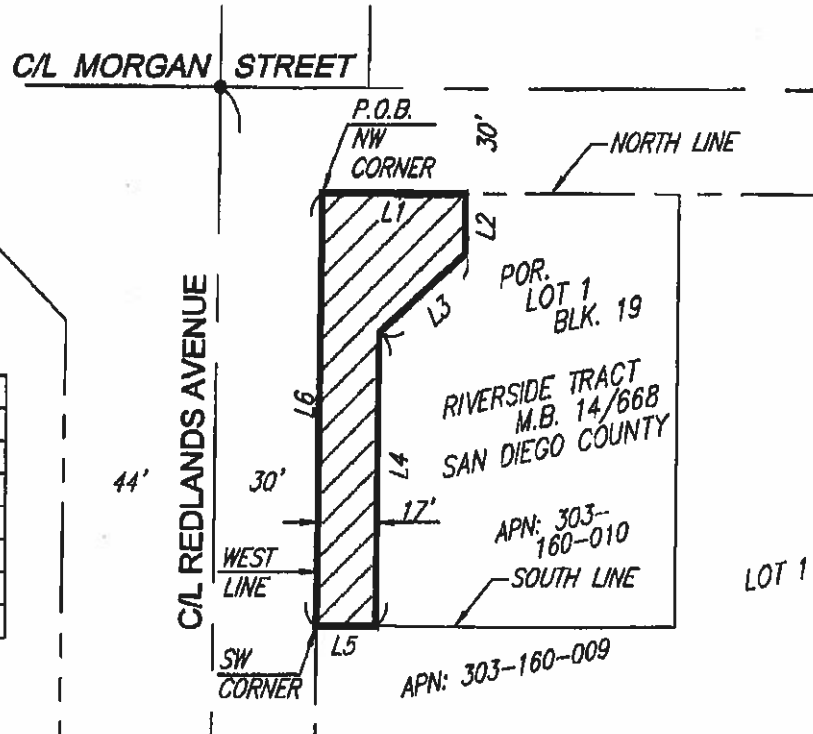 C/L MORGAN STREET
P.O.B.
NW
CORNER
30'
NORTH LINE
L1
L2
L3
POR.
LOT 1
BLK. 19
C/L REDLANDS AVENUE
RIVERSIDE TRACT
M.B. 14/668
SAN DIEGO COUNTY
L6
L4
44'
30'
17'
APN: 303-
160-010
WEST
LINE
SOUTH LINE
LOT 1
L5
SW
CORNER
APN: 303-160-009